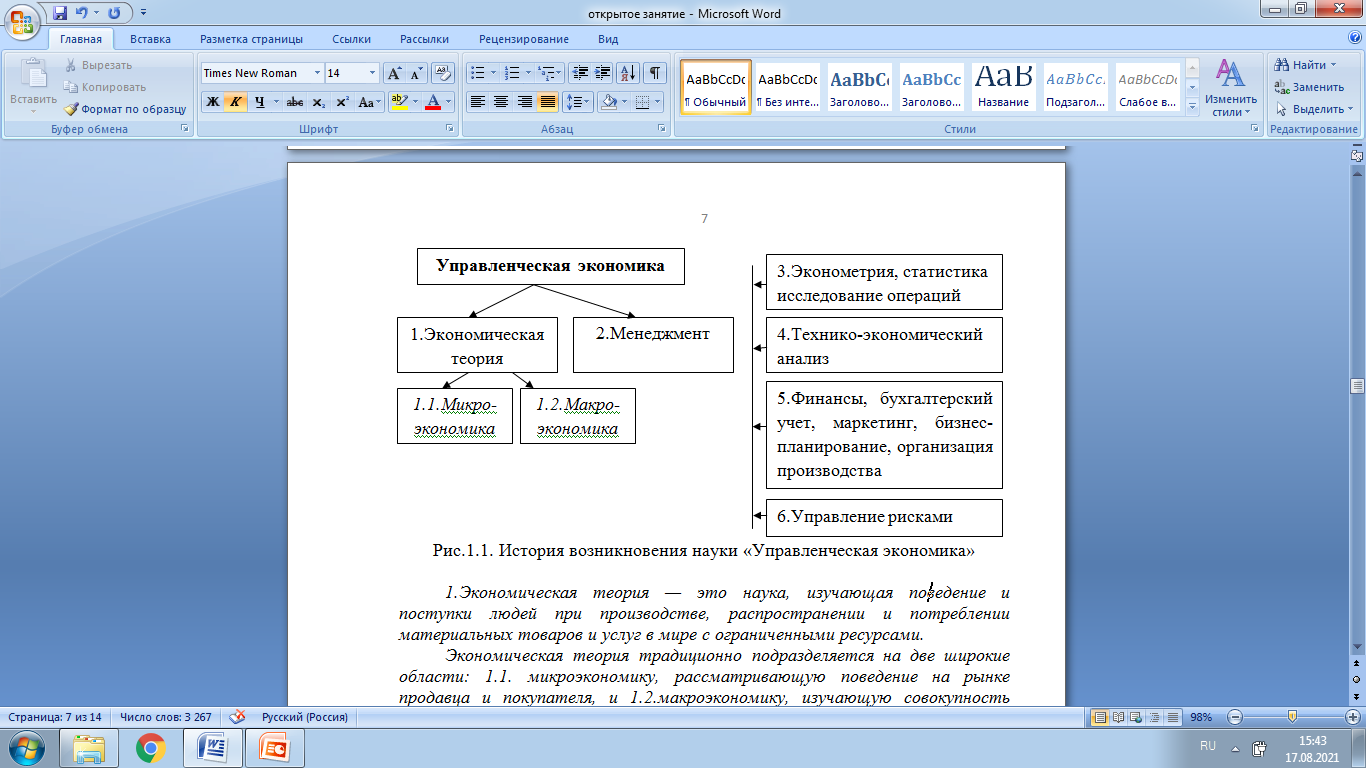 открытое занятие - Microsoft Word
Главная Вставка Разметка страницы Ссылки Рассылки Рецензирование Вид
Вставить
Вырезать
Копировать
Формат по образцу
Буфер обмена
Times New Roman 14
Ж К Ч abc x₂ x² Aa
Шрифт
Абзац
AaBbCcDc AaBbCcDc AaBbCc AaBbCc AaB AaBbCc. AaBbCcDc
¶ Обычный ¶ Без инте... Заголово... Заголово... Название Подзагол... Слабое в...
Изменить
стили
Стили
Найти
Заменить
Выделить
Редактирование
7
Управленческая экономика
1.Экономическая
теория
2.Менеджмент
1.1.Микро-
экономика
1.2.Макро-
экономика
3.Эконометрия, статистика
исследование операций
4.Технико-экономический
анализ
5.Финансы, бухгалтерский
учет, маркетинг, бизнес-
планирование, организация
производства
6.Управление рисками
Рис.1.1. История возникновения науки «Управленческая экономика»
1.Экономическая теория — это наука, изучающая поведение и
поступки людей при производстве, распространении и потреблении
материальных товаров и услуг в мире с ограниченными ресурсами.
Экономическая теория традиционно подразделяется на две широкие
области: 1.1. микроэкономику, рассматривающую поведение на рынке
продавца и покупателя, и 1.2.макроэкономику, изучающую совокупность
Страница: 7 из 14 Число слов: 3 267 Русский (Россия) 98%
RU 15:43
17.08.2021